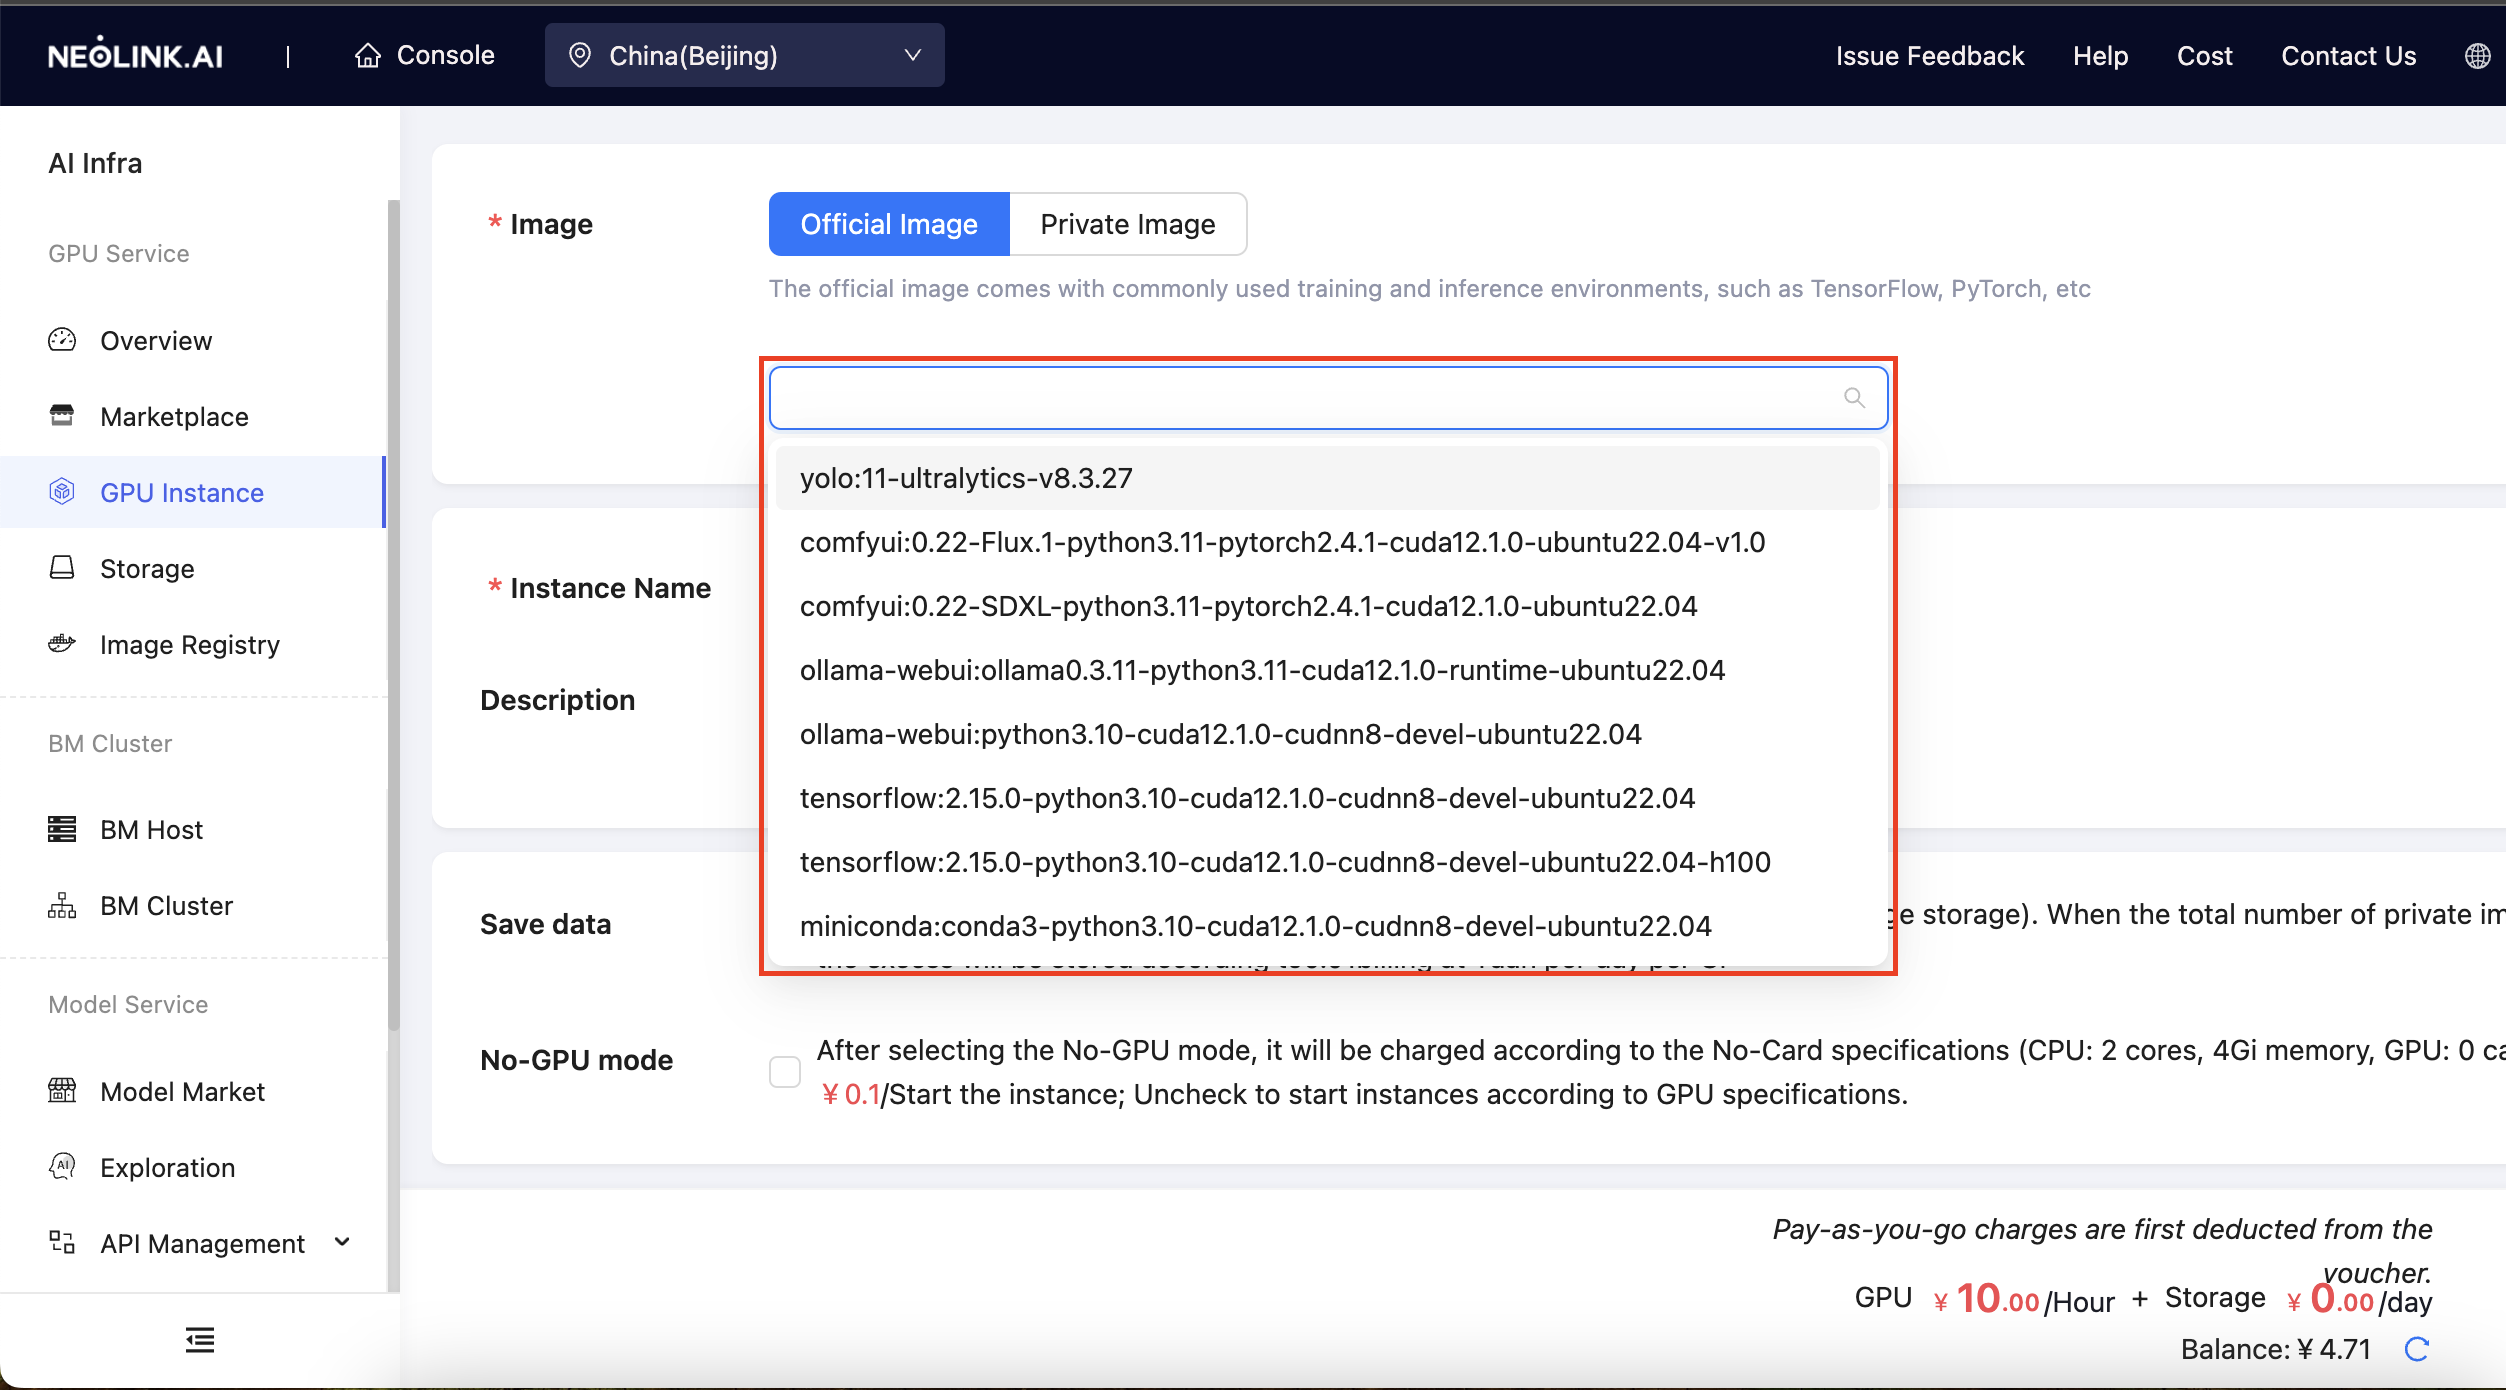 NEOLINK.AI | Console China(Beijing) Issue Feedback Help Cost Contact Us
AI Infra
GPU Service
Overview
Marketplace
GPU Instance
Storage
Image Registry
BM Cluster
BM Host
BM Cluster
Model Service
Model Market
Exploration
API Management
* Image
Official Image Private Image
The official image comes with commonly used training and inference environments, such as TensorFlow, PyTorch, etc
yolo:11-ultralytics-v8.3.27
comfyui:0.22-Flux.1-python3.11-pytorch2.4.1-cuda12.1.0-ubuntu22.04-v1.0
comfyui:0.22-SDXL-python3.11-pytorch2.4.1-cuda12.1.0-ubuntu22.04
ollama-webui:ollama0.3.11-python3.11-cuda12.1.0-runtime-ubuntu22.04
ollama-webui:python3.10-cuda12.1.0-cudnn8-devel-ubuntu22.04
tensorflow:2.15.0-python3.10-cuda12.1.0-cudnn8-devel-ubuntu22.04
tensorflow:2.15.0-python3.10-cuda12.1.0-cudnn8-devel-ubuntu22.04-h100
miniconda:conda3-python3.10-cuda12.1.0-cudnn8-devel-ubuntu22.04
* Instance Name
Description
Save data
storage). When the total number of private
No-GPU mode
After selecting the No-GPU mode, it will be charged according to the No-Card specifications (CPU: 2 cores, 4Gi memory, GPU: 0
¥ 0.1/Start the instance; Uncheck to start instances according to GPU specifications.
Pay-as-you-go charges are first deducted from the
voucher.
GPU ¥ 10.00 /Hour + Storage ¥ 0.00 /day
Balance: ¥ 4.71